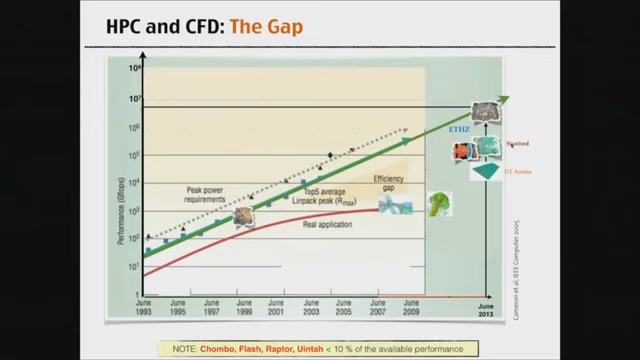 HPC and CFD: The Gap
10⁸
10⁷
10⁶
10⁵
10⁴
10³
10²
10¹
1
Performance (Gflops)
Peak power
requirements
Top5 average
Linpack peak (Rmax)
Efficiency
gap
Real application
ETHZ
Stanford
UT Austin
June
1993
June
1995
June
1997
June
1999
June
2001
June
2003
June
2005
June
2007
June
2009
June
2013
Cameron et al, IEEE Computer 2005
NOTE: Chombo, Flash, Raptor, Uintah < 10 % of the available performance